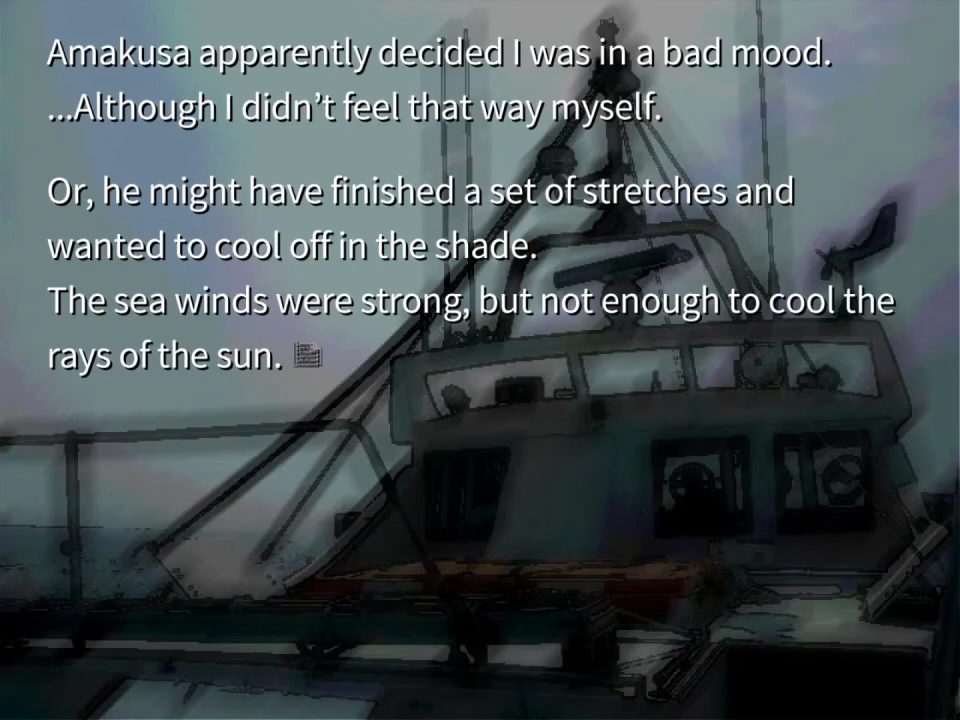 Amakusa apparently decided I was in a bad mood.
...Although I didn't feel that way myself.
Or, he might have finished a set of stretches and
wanted to cool off in the shade.
The sea winds were strong, but not enough to cool the
rays of the sun.